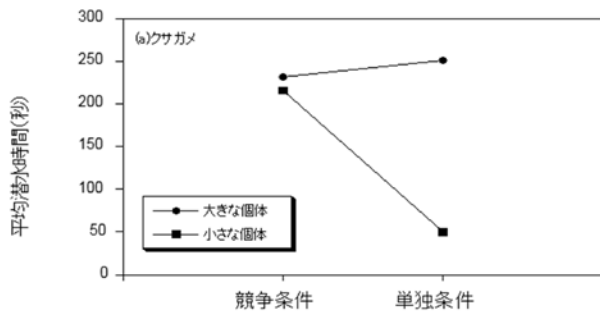 300
(a)クサガメ
250
200
150
100
50
0
平均潜水時間(秒)
大きな個体
小さな個体
競争条件 単独条件